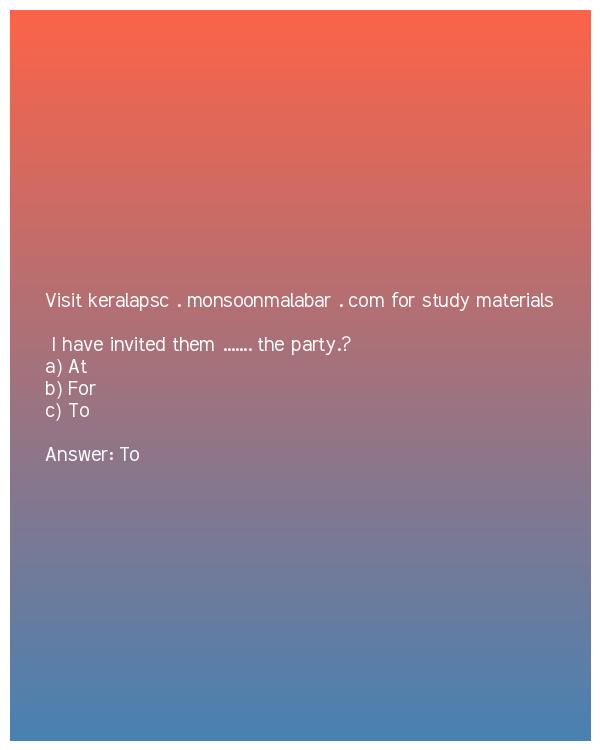 Visit keralapsc . monsoonmalabar . com for study materials
I have invited them ....... the party.?
a) At
b) For
c) To
Answer: To